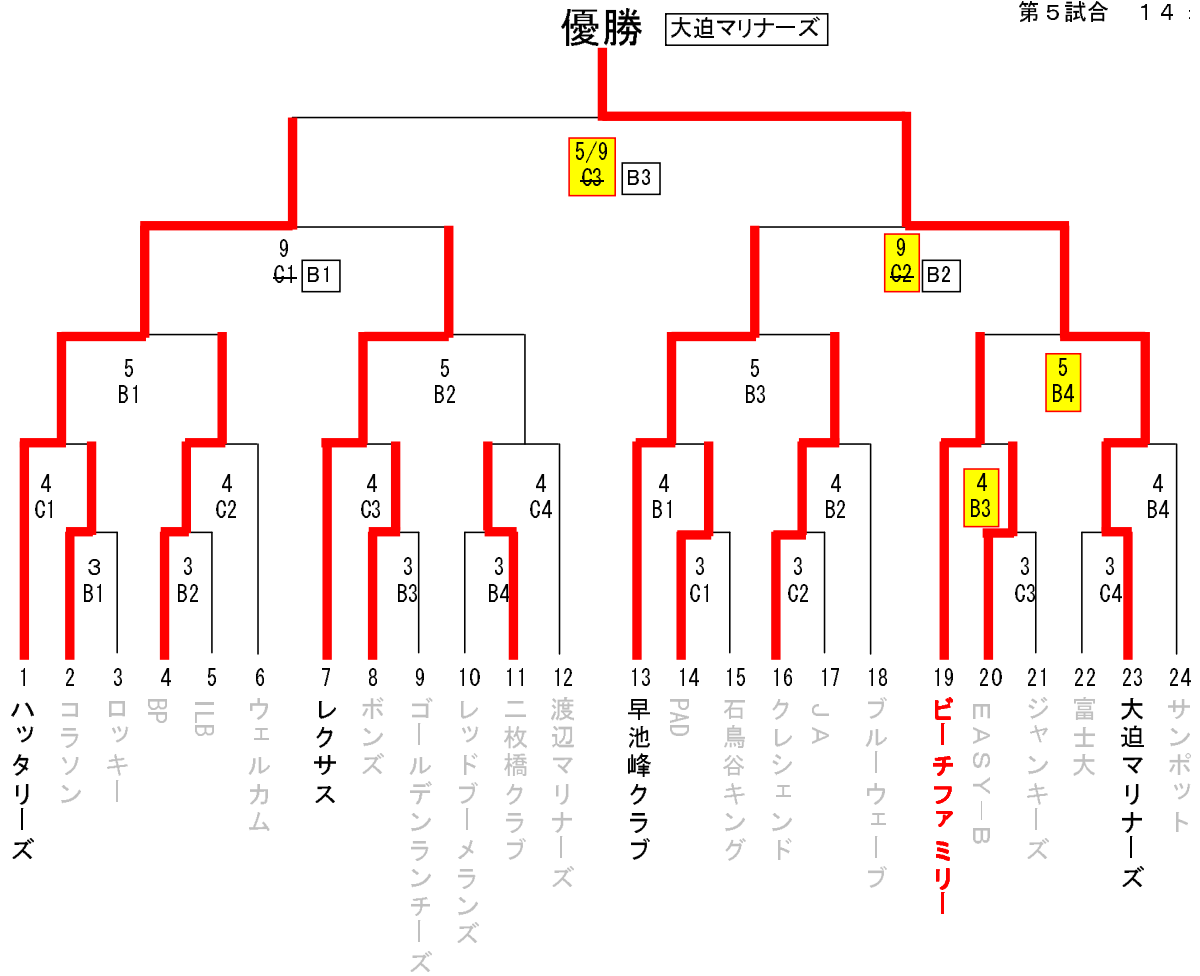 第５試合　１４：
優勝
大迫マリナーズ
5/9
C3
B3
9
C1
B1
9
C2
B2
5
B1
5
B2
5
B3
5
B4
4
C1
4
C2
4
C3
4
C4
4
B1
4
B2
4
B3
4
B4
3
B1
3
B2
3
B3
3
B4
3
C1
3
C2
3
C3
3
C4
1 2 3 4 5 6 7 8 9 10 11 12 13 14 15 16 17 18 19 20 21 22 23 24
ハッタリーズ
コラソン
ロッキー
BP
ILB
ウェルカム
レクサス
ボンズ
ゴールデンランチーズ
レッドブーメランズ
二枚橋クラブ
渡辺マリナーズ
早池峰クラブ
PAD
石鳥谷キング
クレシェンド
JA
ブルーウェーブ
ビーチファミリー
EASY―B
ジャンキーズ
富士大
大迫マリナーズ
サンポット